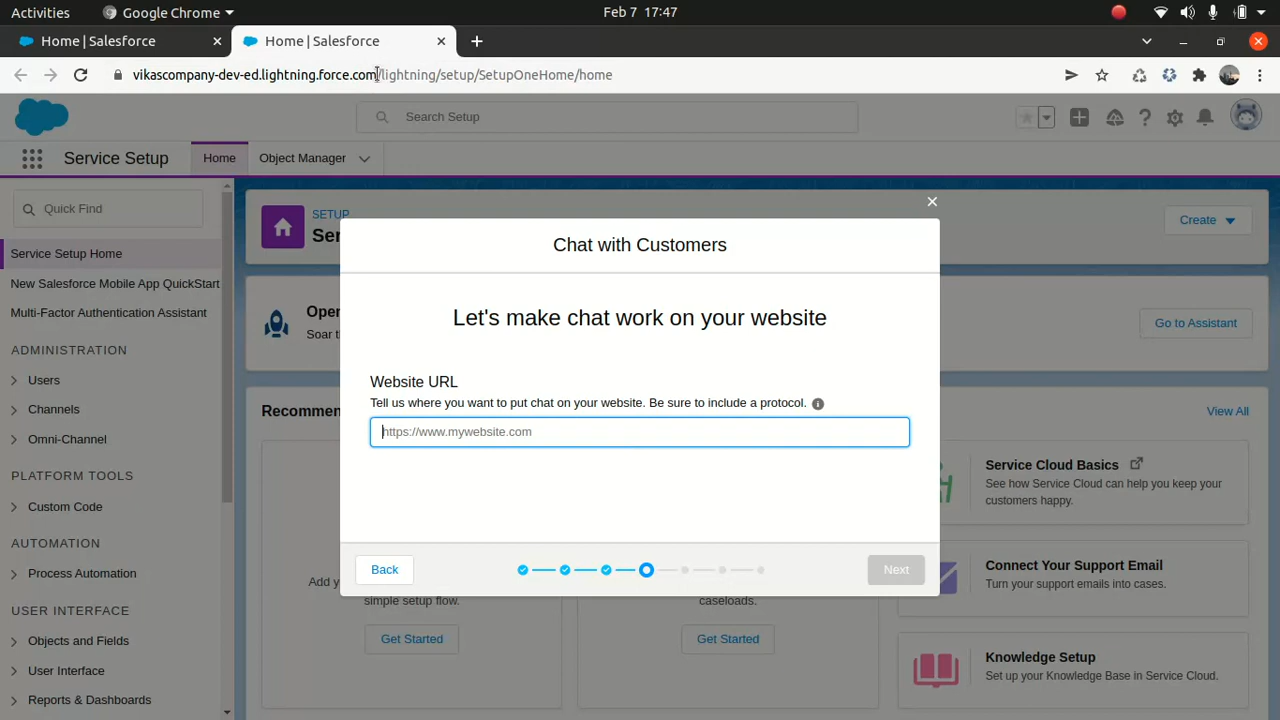 Activities
Google Chrome
Feb 7 17:47
Home | Salesforce
Home | Salesforce
vikascompany-dev-ed.lightning.force.com/lightning/setup/SetupOneHome/home
Search Setup
Service Setup
Home
Object Manager
Quick Find
Service Setup Home
New Salesforce Mobile App QuickStart
Multi-Factor Authentication Assistant
ADMINISTRATION
Users
Channels
Omni-Channel
PLATFORM TOOLS
Custom Code
AUTOMATION
Process Automation
USER INTERFACE
Objects and Fields
User Interface
Reports & Dashboards
SETUP
Ser
Create
Open
Soar t
Go to Assistant
Recommen
View All
Chat with Customers
Let's make chat work on your website
Website URL
Tell us where you want to put chat on your website. Be sure to include a protocol.
https://www.mywebsite.com
Back
Next
Add y
simple setup flow.
caseloads.
Get Started
Get Started
Service Cloud Basics
See how Service Cloud can help you keep your
customers happy.
Connect Your Support Email
Turn your support emails into cases.
Knowledge Setup
Set up your Knowledge Base in Service Cloud.